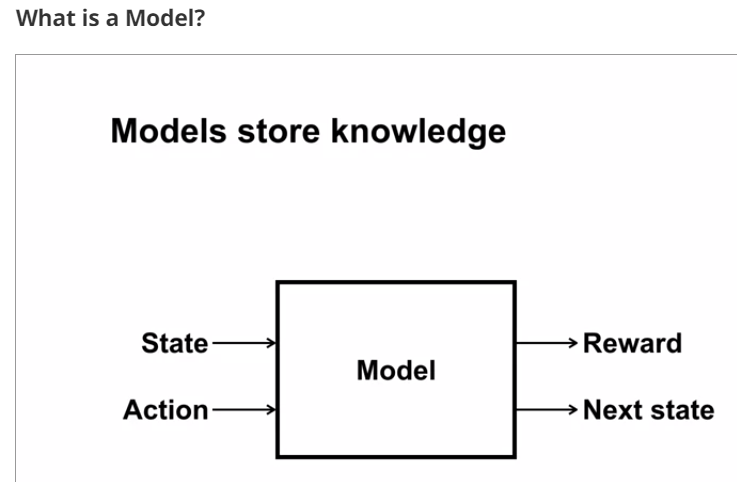 What is a Model?
Models store knowledge
State
Reward
Model
Action
Next state